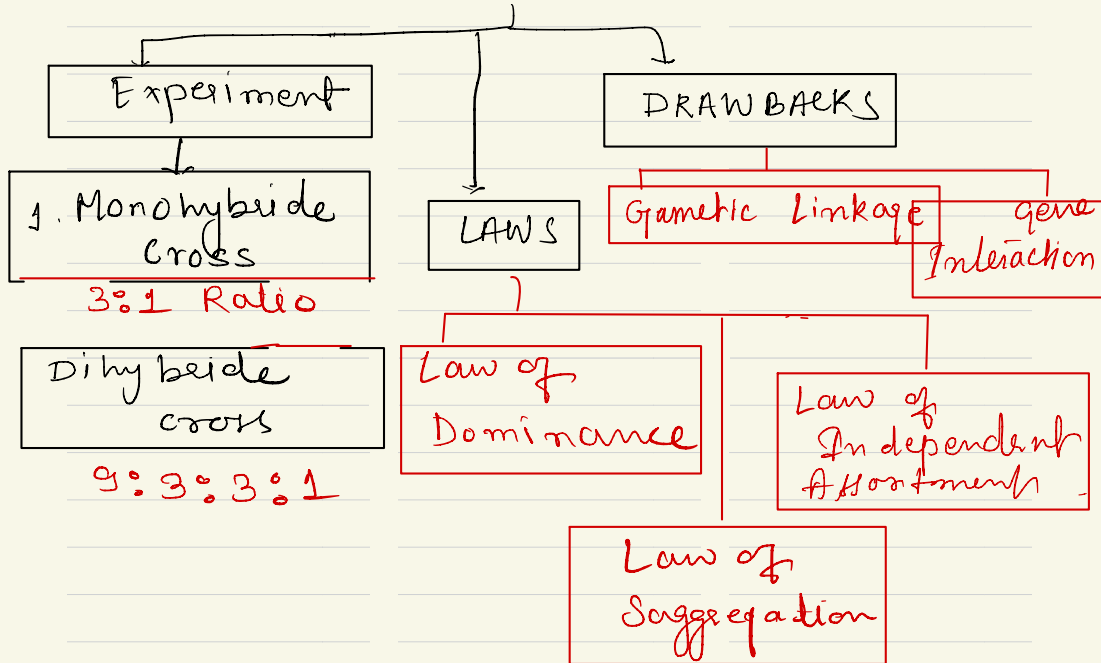 Experiment
DRAWBACKS
1. Monohybride
Cross
3:1 Ratio
LAWS
Gametic Linkage
gene
Interaction
Dihybride
cross
9:3:3:1
Law of
Dominance
Law of
Independent
Assortment
Law of
Saggregation